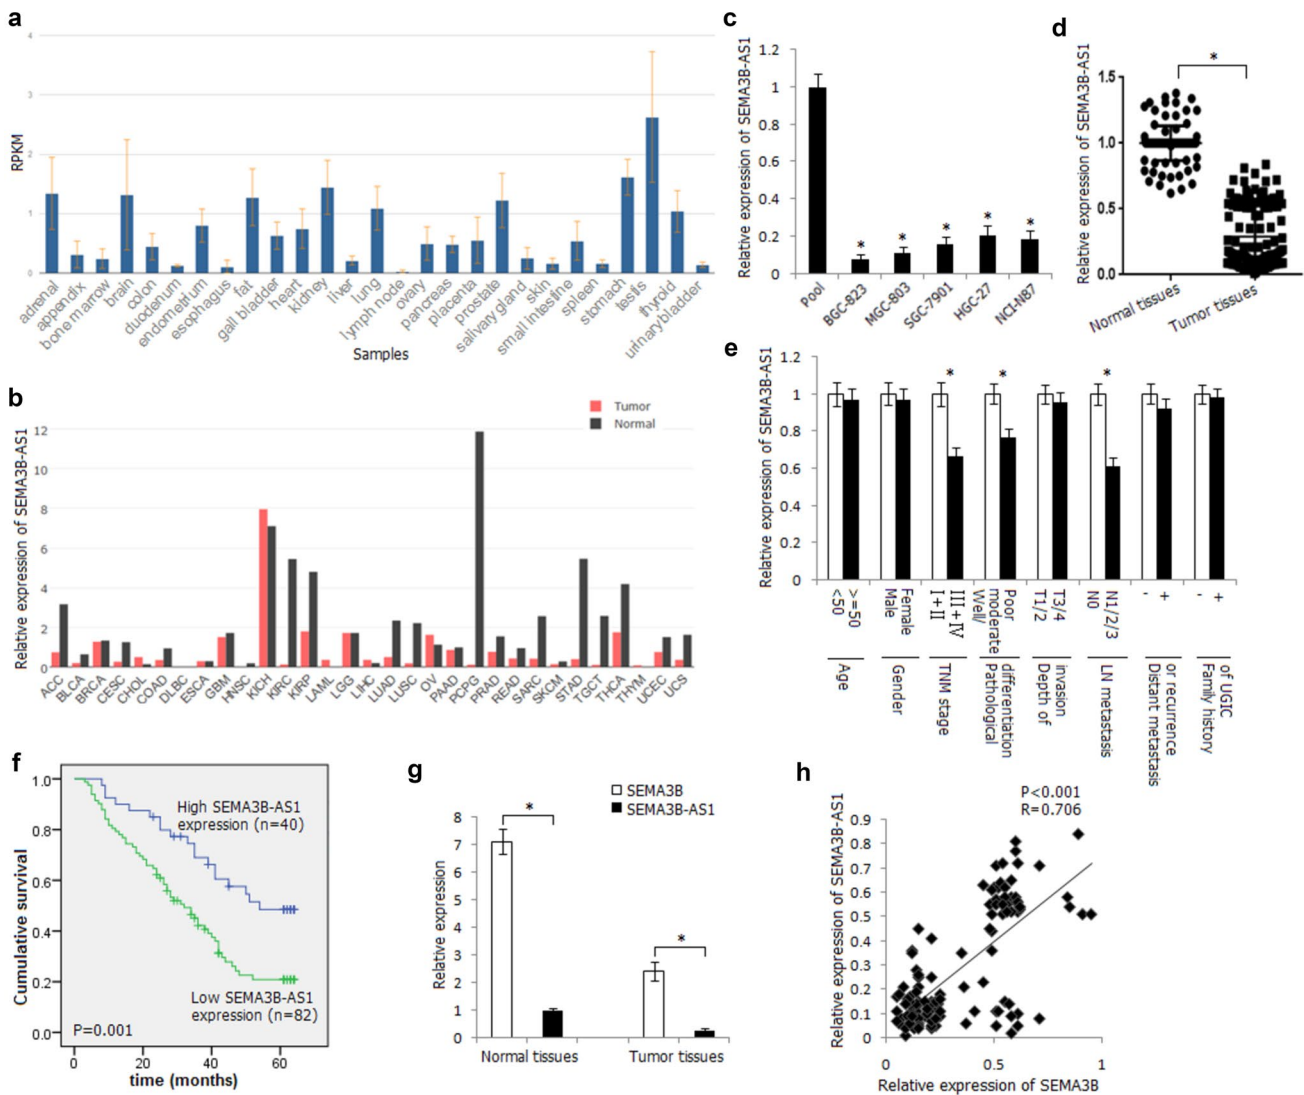 a
4
3
2
1
0
RPKM
adrenal
appendix
bone marrow
brain
colon
duodenum
endometrium
esophagus
fat
gall bladder
heart
kidney
liver
lung
lymph node
ovary
pancreas
placenta
prostate
salivary gland
skin
small intestine
spleen
stomach
testis
thyroid
urinary bladder
Samples
b
Relative expression of SEMA3B-AS1
12
10
8
6
4
2
0
Tumor
Normal
ACC
BLCA
BRCA
CESC
CHOL
COAD
DLBC
ESCA
GBM
HNSC
KICH
KIRC
KIRP
LAML
LGG
LIHC
LUAD
LUSC
OV
PAAD
PCPG
PRAD
READ
SARC
SKCM
STAD
TGCT
THCA
THYM
UCEC
UCS
c
Relative expression of SEMA3B-AS1
1.2
1
0.8
0.6
0.4
0.2
0
* * * * *
Pool
BGC-823
MGC-803
SGC-7901
HGC-27
NCI-N87
d
Relative expression of SEMA3B-AS1
1.5
1.0
0.5
0.0
*
Normal tissues
Tumor tissues
e
Relative expression of SEMA3B-AS1
1.2
1
0.8
0.6
0.4
0.2
0
* * *
<50
>=50
Age
Male
Female
Gender
I+II
III+IV
TNM stage
Well/
moderate
Poor
Pathological
differentiation
T1/2
T3/4
Depth of
invasion
N0
N1/2/3
LN metastasis
-
+
Distant metastasis
or recurrence
-
+
Family history
of UGIC
f
Cumulative survival
1.0
0.8
0.6
0.4
0.2
0.0
High SEMA3B-AS1
expression (n=40)
Low SEMA3B-AS1
expression (n=82)
P=0.001
0 20 40 60
time (months)
g
SEMA3B
SEMA3B-AS1
Relative expression
8
7
6
5
4
3
2
1
0
*
*
Normal tissues
Tumor tissues
h
P<0.001
R=0.706
Relative expression of SEMA3B-AS1
0.9
0.8
0.7
0.6
0.5
0.4
0.3
0.2
0.1
0
0 0.5 1
Relative expression of SEMA3B